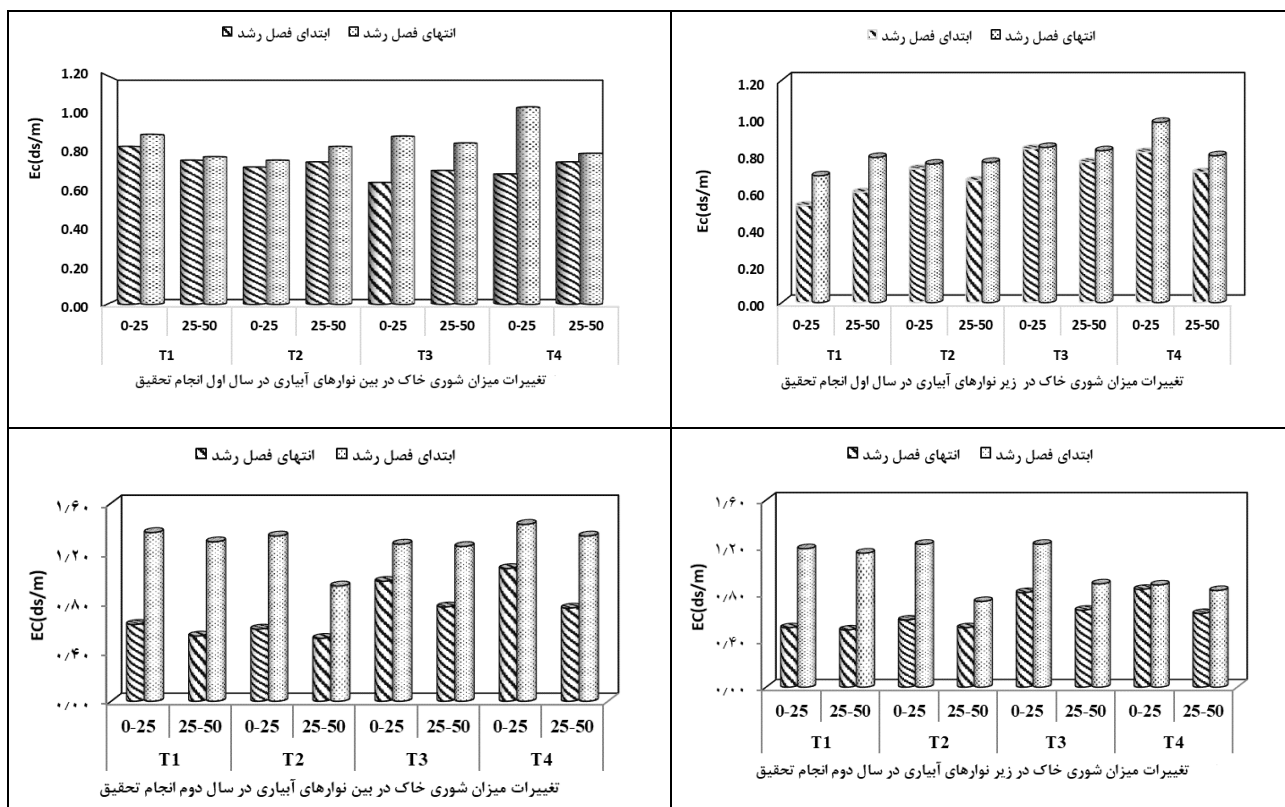 ابتدای فصل رشد انتهای فصل رشد
Ec(ds/m)
1.20
1.00
0.80
0.60
0.40
0.20
0.00
0-25 25-50 0-25 25-50 0-25 25-50 0-25 25-50
T1 T2 T3 T4
تغییرات میزان شوری خاک در بین نوارهای آبیاری در سال اول انجام تحقیق
ابتدای فصل رشد انتهای فصل رشد
Ec(ds/m)
1.20
1.00
0.80
0.60
0.40
0.20
0.00
0-25 25-50 0-25 25-50 0-25 25-50 0-25 25-50
T1 T2 T3 T4
تغییرات میزان شوری خاک در زیر نوارهای آبیاری در سال اول انجام تحقیق
انتهای فصل رشد ابتدای فصل رشد
EC(ds/m)
۱٫۶۰
۱٫۲۰
۰٫۸۰
۰٫۴۰
۰٫۰۰
0-25 25-50 0-25 25-50 0-25 25-50 0-25 25-50
T1 T2 T3 T4
تغییرات میزان شوری خاک در بین نوارهای آبیاری در سال دوم انجام تحقیق
انتهای فصل رشد ابتدای فصل رشد
EC(ds/m)
۱٫۶۰
۱٫۲۰
۰٫۸۰
۰٫۴۰
۰٫۰۰
0-25 25-50 0-25 25-50 0-25 25-50 0-25 25-50
T1 T2 T3 T4
تغییرات میزان شوری خاک در زیر نوارهای آبیاری در سال دوم انجام تحقیق